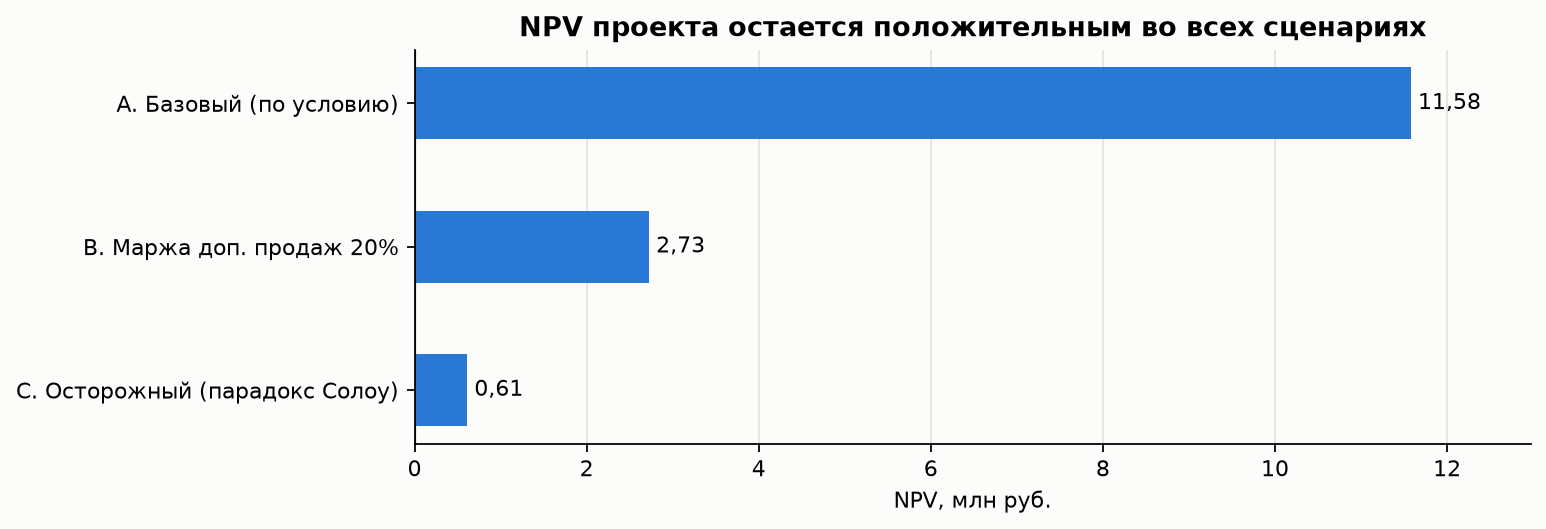 NPV проекта остается положительным во всех сценариях
A. Базовый (по условию)
11,58
B. Маржа доп. продаж 20%
2,73
C. Осторожный (парадокс Солоу)
0,61
0 2 4 6 8 10 12
NPV, млн руб.